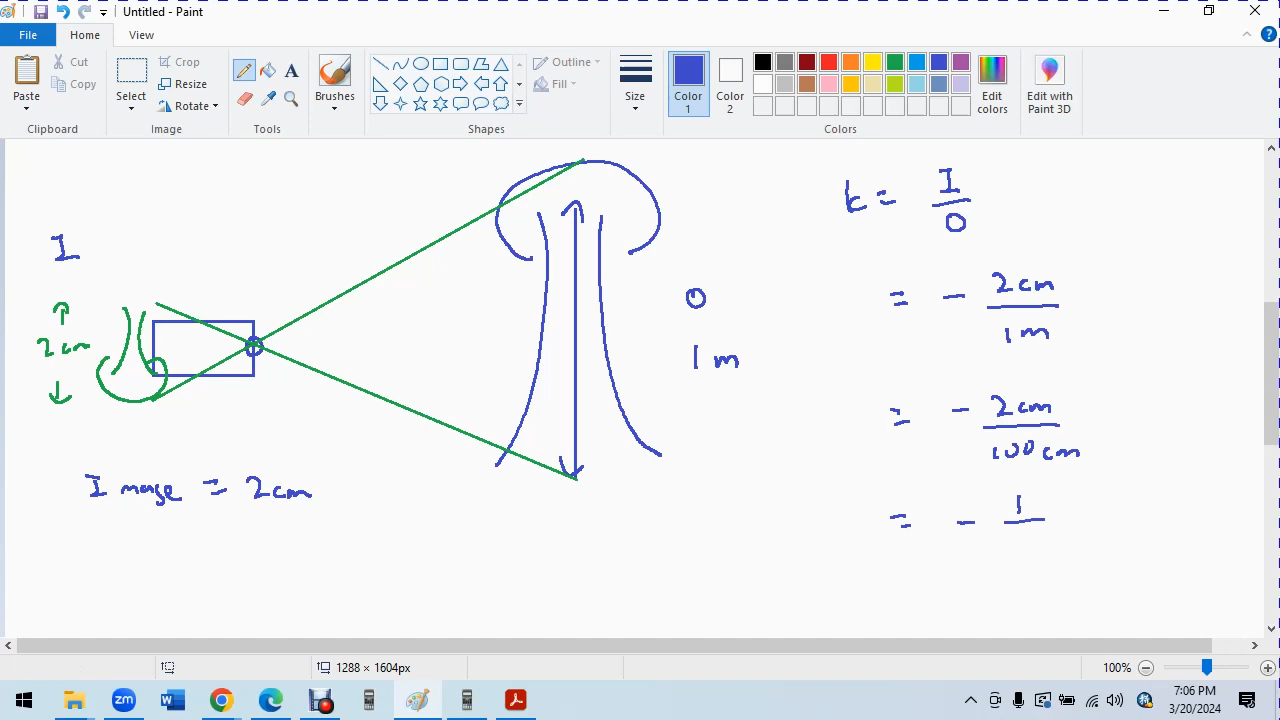 Untitled - Paint
File
Home
View
Paste
Cut
Copy
Clipboard
Select
Crop
Resize
Rotate
Image
Tools
Brushes
Shapes
Outline
Fill
Size
Color 1
Color 2
Edit colors
Edit with Paint 3D
Colors
I
2 cm
Image = 2cm
O
1 m
k = I/O
= - 2cm/1m
= - 2cm/100cm
= - 1
1288 × 1604px
100%
7:06 PM
3/20/2024